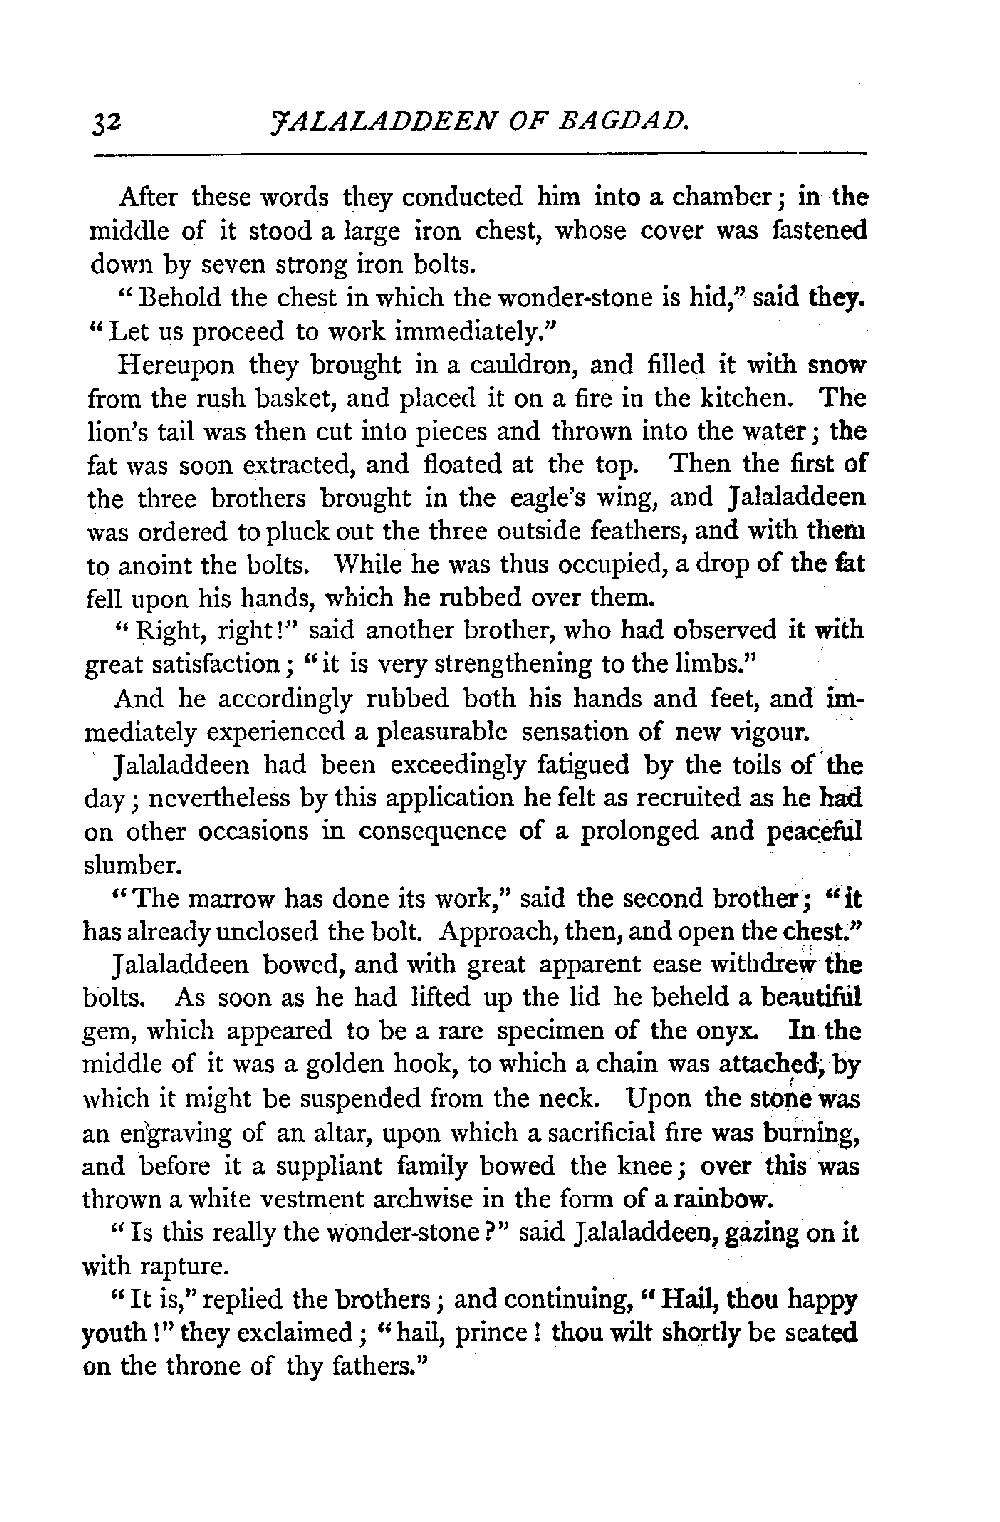 32 JALALADDEEN OF BAGDAD.
After these words they conducted him into a chamber; in the
middle of it stood a large iron chest, whose cover was fastened
down by seven strong iron bolts.
"Behold the chest in which the wonder-stone is hid," said they.
"Let us proceed to work immediately."
Hereupon they brought in a cauldron, and filled it with snow
from the rush basket, and placed it on a fire in the kitchen. The
lion's tail was then cut into pieces and thrown into the water; the
fat was soon extracted, and floated at the top. Then the first of
the three brothers brought in the eagle's wing, and Jalaladdeen
was ordered to pluck out the three outside feathers, and with them
to anoint the bolts. While he was thus occupied, a drop of the fat
fell upon his hands, which he rubbed over them.
"Right, right!" said another brother, who had observed it with
great satisfaction; "it is very strengthening to the limbs."
And he accordingly rubbed both his hands and feet, and im-
mediately experienced a pleasurable sensation of new vigour.
Jalaladdeen had been exceedingly fatigued by the toils of the
day; nevertheless by this application he felt as recruited as he had
on other occasions in consequence of a prolonged and peaceful
slumber.
"The marrow has done its work," said the second brother; "it
has already unclosed the bolt. Approach, then, and open the chest."
Jalaladdeen bowed, and with great apparent ease withdrew the
bolts. As soon as he had lifted up the lid he beheld a beautiful
gem, which appeared to be a rare specimen of the onyx. In the
middle of it was a golden hook, to which a chain was attached, by
which it might be suspended from the neck. Upon the stone was
an engraving of an altar, upon which a sacrificial fire was burning,
and before it a suppliant family bowed the knee; over this was
thrown a white vestment archwise in the form of a rainbow.
"Is this really the wonder-stone?" said Jalaladdeen, gazing on it
with rapture.
"It is," replied the brothers; and continuing, "Hail, thou happy
youth!" they exclaimed; "hail, prince! thou wilt shortly be seated
on the throne of thy fathers."